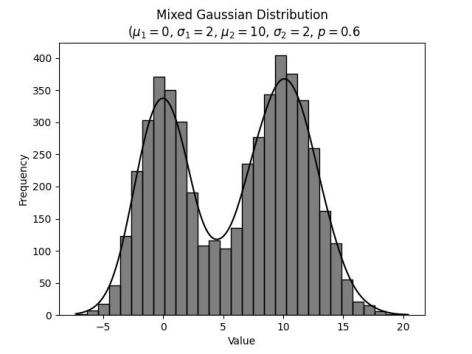 Mixed Gaussian Distribution
(μ₁ = 0, σ₁ = 2, μ₂ = 10, σ₂ = 2, p = 0.6
400
350
300
250
200
150
100
50
0
Frequency
−5 0 5 10 15 20
Value